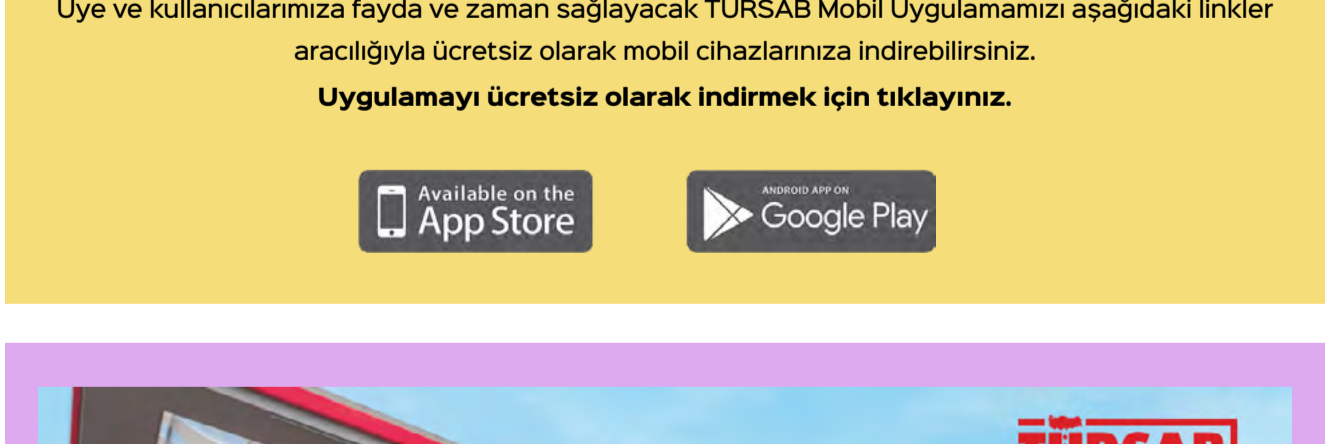 Üye ve kullanıcılarımıza fayda ve zaman sağlayacak TÜRSAB Mobil Uygulamamızı aşağıdaki linkler
aracılığıyla ücretsiz olarak mobil cihazlarınıza indirebilirsiniz.
Uygulamayı ücretsiz olarak indirmek için tıklayınız.
Available on the
App Store
ANDROID APP ON
Google Play
TÜRSAB